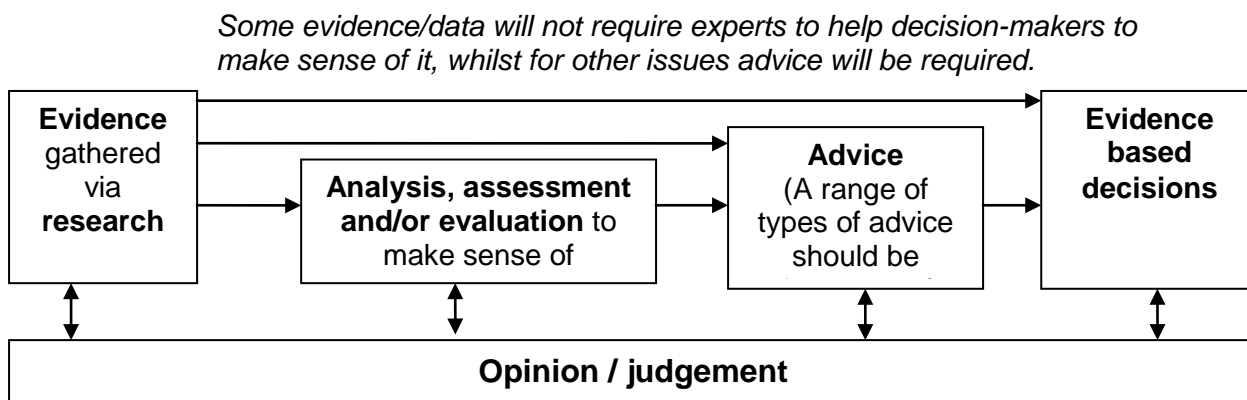 Some evidence/data will not require experts to help decision-makers to
make sense of it, whilst for other issues advice will be required.
Evidence
gathered
via
research
Analysis, assessment
and/or evaluation to
make sense of
Advice
(A range of
types of advice
should be
Evidence
based
decisions
Opinion / judgement